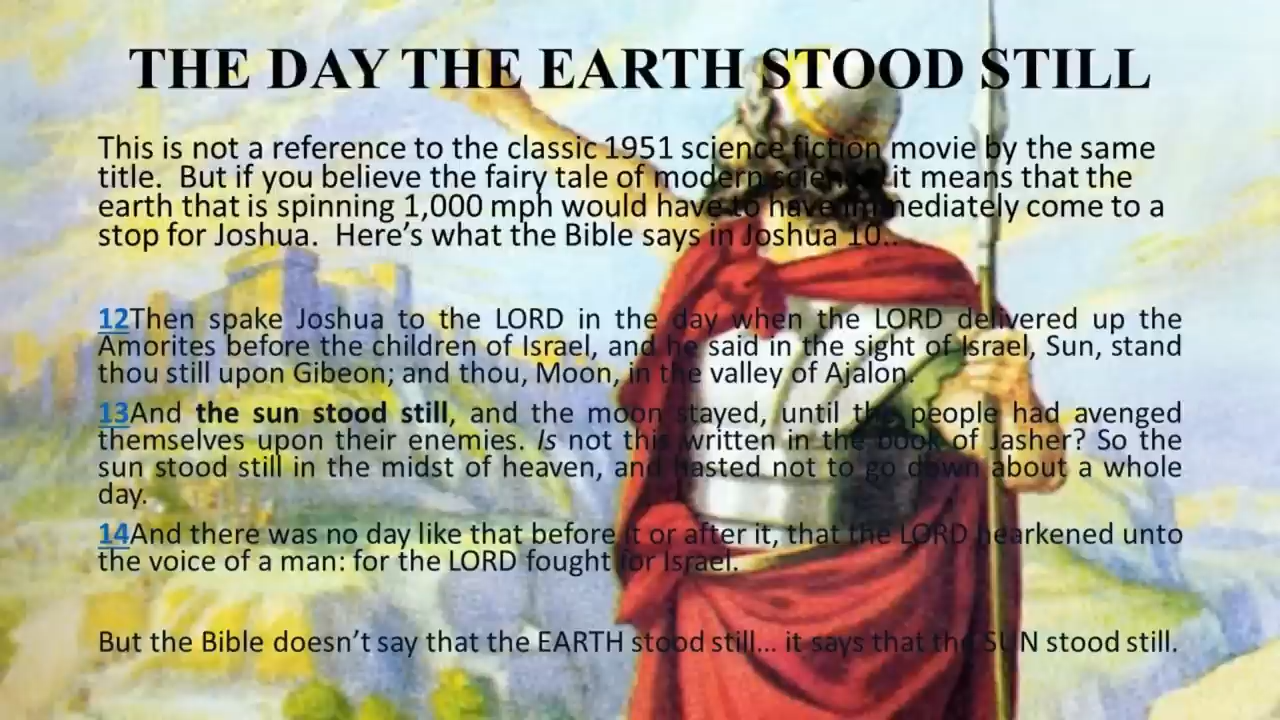 THE DAY THE EARTH STOOD STILL
This is not a reference to the classic 1951 science fiction movie by the same
title.  But if you believe the fairy tale of modern science it means that the
earth that is spinning 1,000 mph would have to have immediately come to a
stop for Joshua.  Here’s what the Bible says in Joshua 10..
12Then spake Joshua to the LORD in the day when the LORD delivered up the
Amorites before the children of Israel, and he said in the sight of Israel, Sun, stand
thou still upon Gibeon; and thou, Moon, in the valley of Ajalon.
13And the sun stood still, and the moon stayed, until the people had avenged
themselves upon their enemies. Is not this written in the book of Jasher? So the
sun stood still in the midst of heaven, and hasted not to go down about a whole
day.
14And there was no day like that before it or after it, that the LORD hearkened unto
the voice of a man: for the LORD fought for Israel.
But the Bible doesn’t say that the EARTH stood still... it says that the SUN stood still.